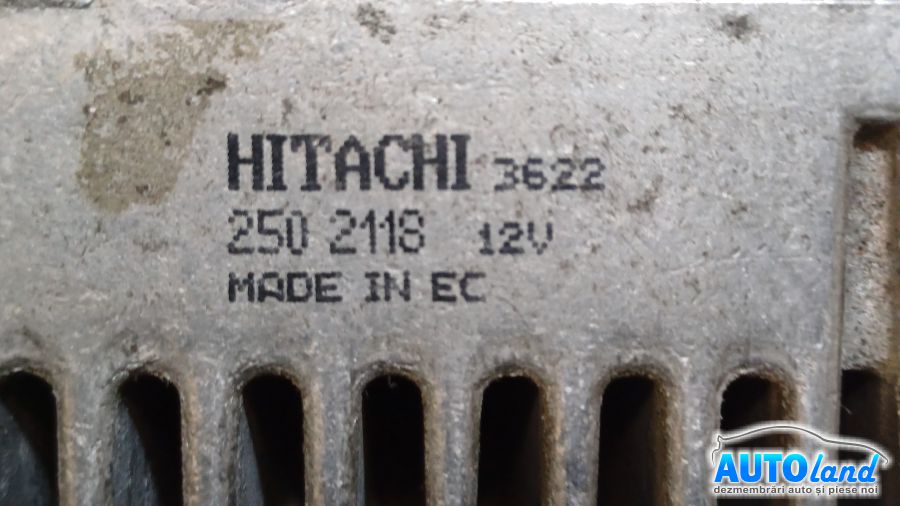 HITACHI 3622
250 2118 12V
MADE IN EC
AUTOland
dezmembrări auto și piese noi